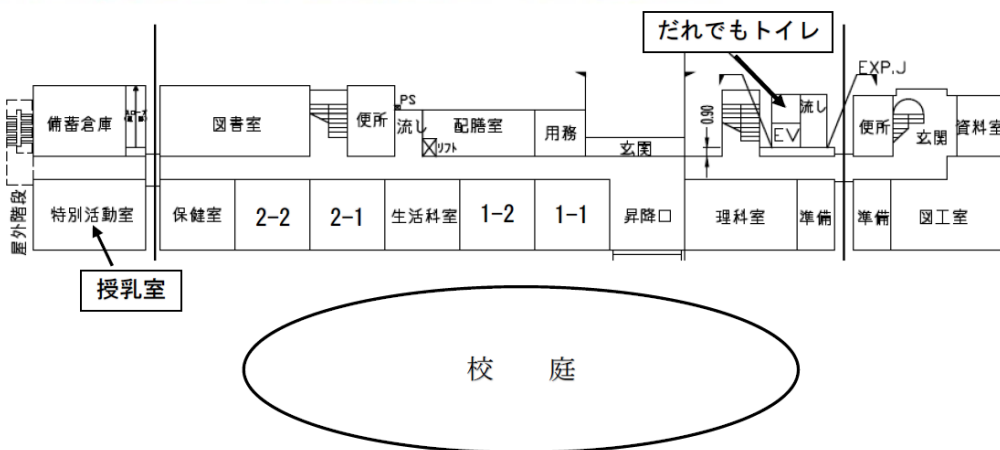 だれでもトイレ
EXP.J
備蓄倉庫
図書室
便所
PS
流し
配膳室
リフト
用務
玄関
0.90
EV
流し
便所
玄関
資料室
屋外階段
特別活動室
保健室
2-2
2-1
生活科室
1-2
1-1
昇降口
理科室
準備
準備
図工室
授乳室
校 庭